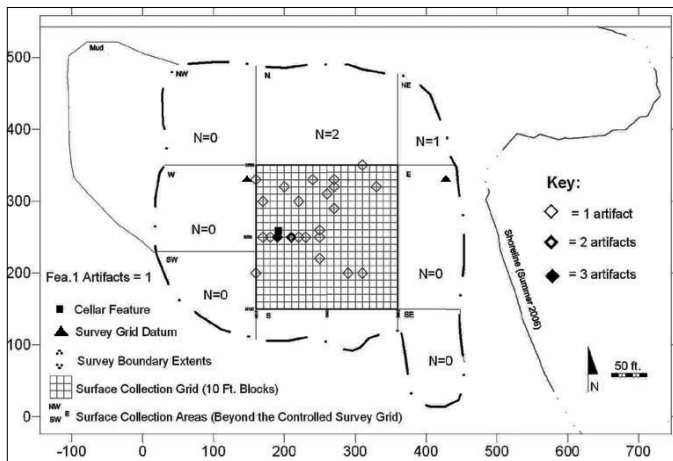 500
400
300
200
100
0
-100
0
100
200
300
400
500
600
700
Mud
NW
N
NE
N=0
N=2
N=1
W
E
N=0
SW
N=0
N=0
S
SE
N=0
Fea.1 Artifacts = 1
Cellar Feature
Survey Grid Datum
Survey Boundary Extents
Surface Collection Grid (10 Ft. Blocks)
NW
SW E Surface Collection Areas (Beyond the Controlled Survey Grid)
Key:
= 1 artifact
= 2 artifacts
= 3 artifacts
Shoreline (Summer 2006)
50 ft.
N